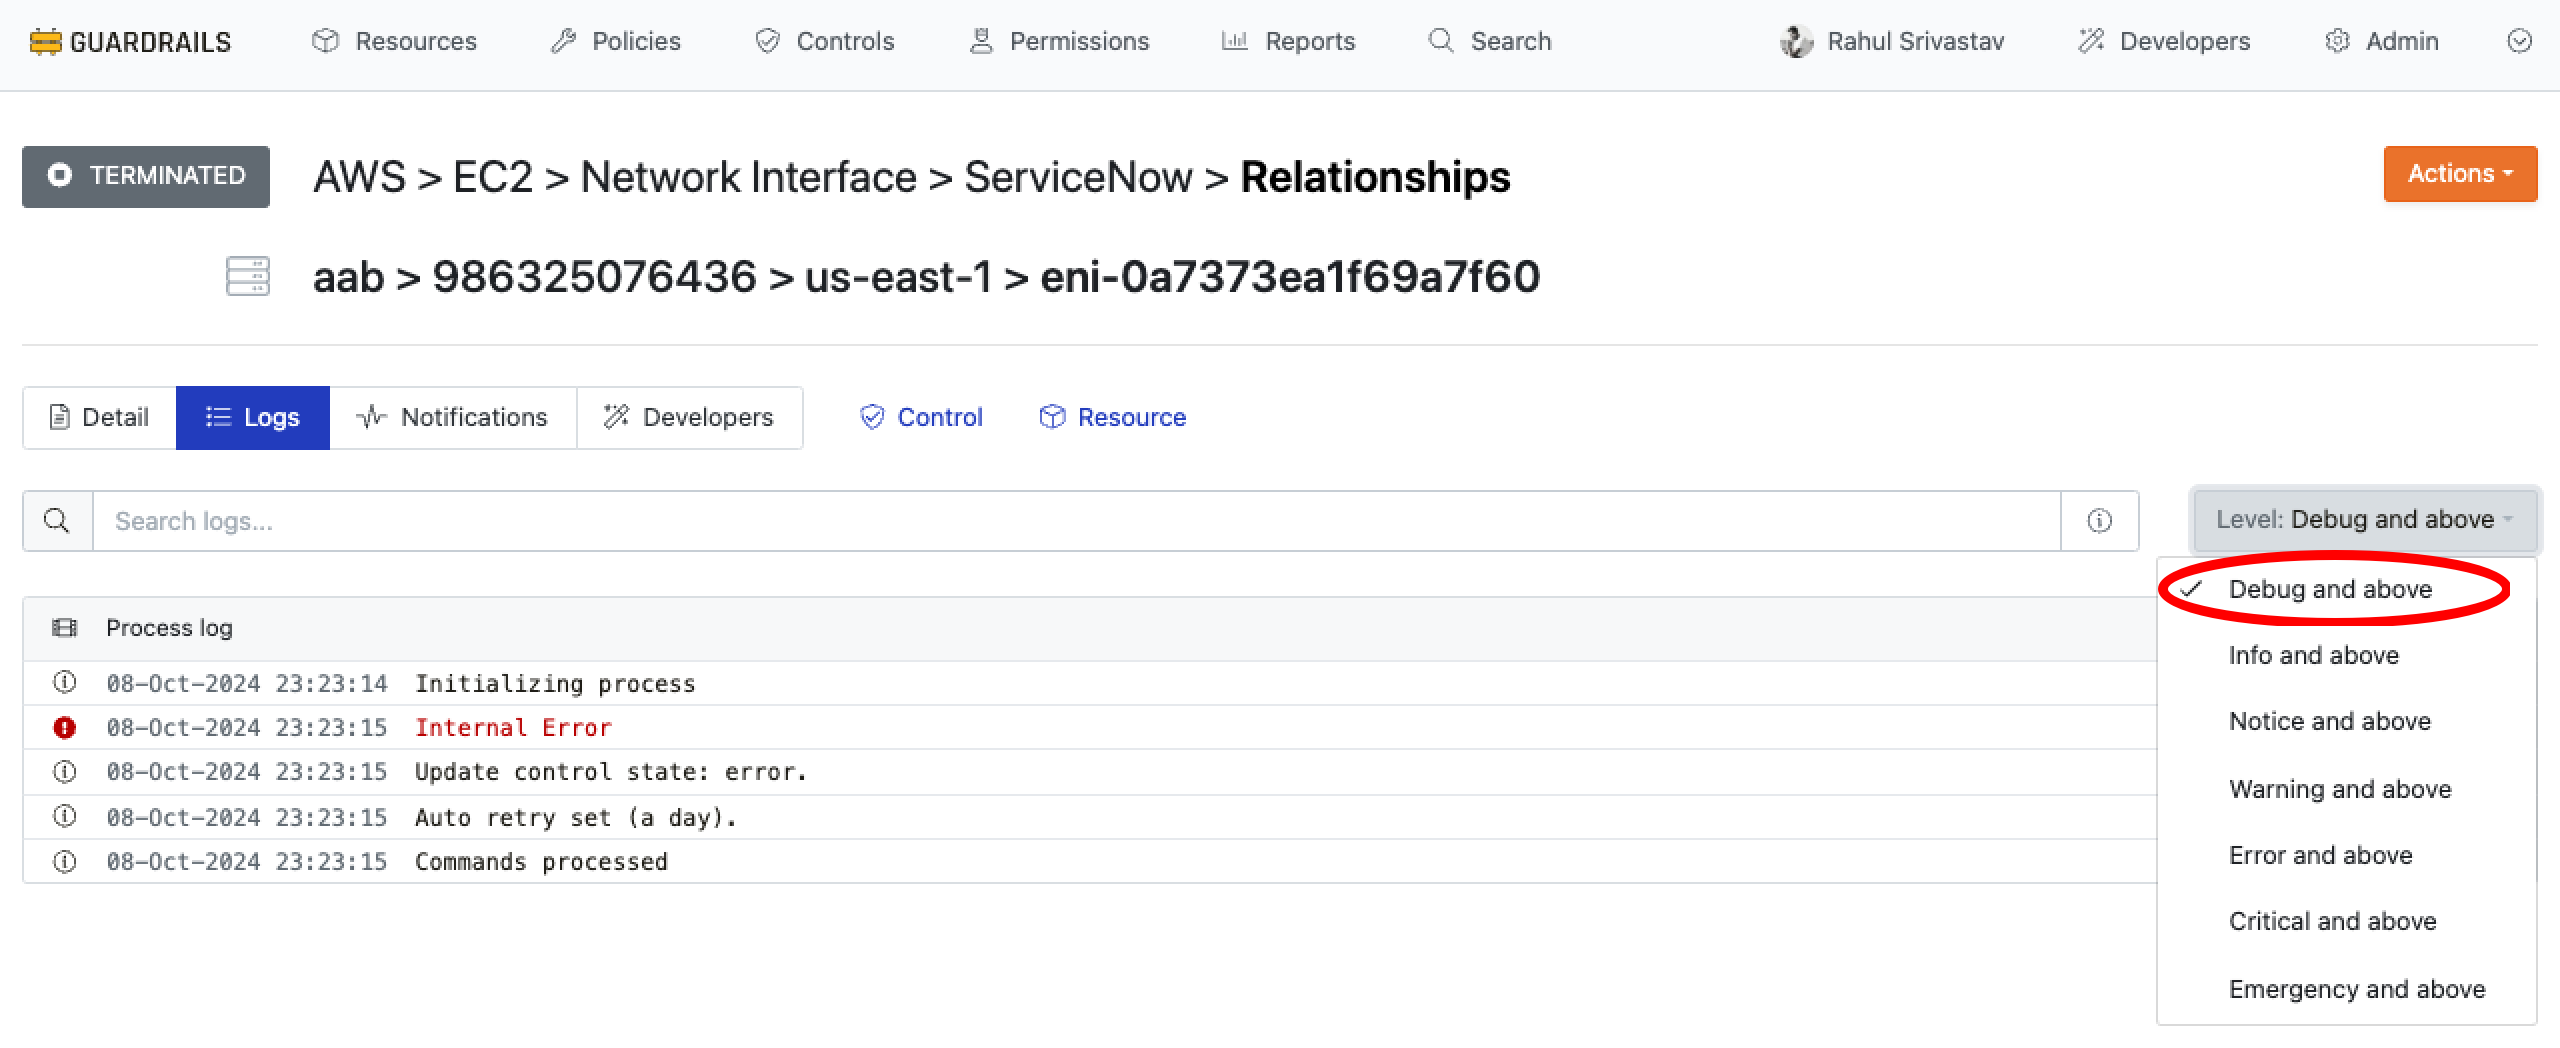 GUARDRAILS Resources Policies Controls Permissions Reports Search Rahul Srivastav Developers Admin
TERMINATED AWS > EC2 > Network Interface > ServiceNow > Relationships Actions
aab > 986325076436 > us-east-1 > eni-0a7373ea1f69a7f60
Detail Logs Notifications Developers Control Resource
Search logs... Level: Debug and above
Debug and above
Info and above
Notice and above
Warning and above
Error and above
Critical and above
Emergency and above
Process log
08-Oct-2024 23:23:14 Initializing process
08-Oct-2024 23:23:15 Internal Error
08-Oct-2024 23:23:15 Update control state: error.
08-Oct-2024 23:23:15 Auto retry set (a day).
08-Oct-2024 23:23:15 Commands processed